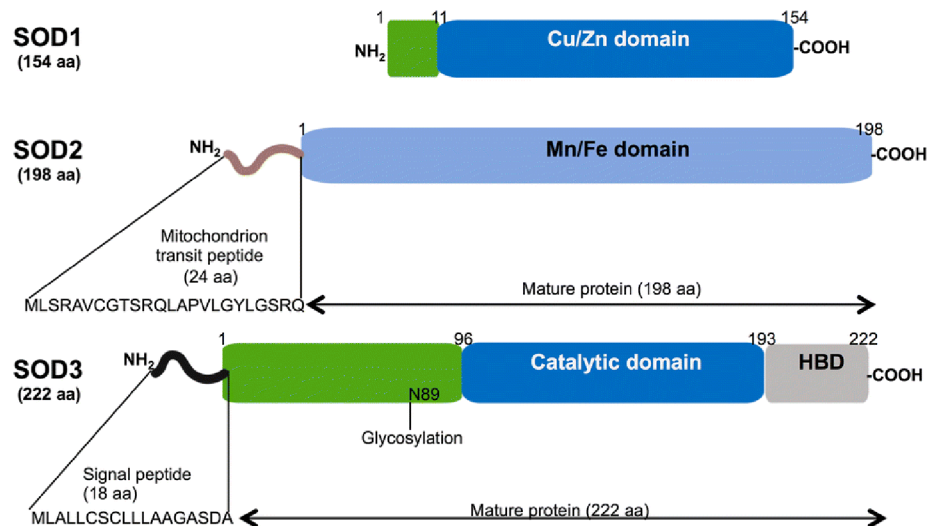 SOD1
(154 aa)
NH2
1
11
154
Cu/Zn domain
-COOH
SOD2
(198 aa)
NH2
1
198
Mn/Fe domain
-COOH
Mitochondrion
transit peptide
(24 aa)
MLSRAVCGTSRQLAPVLGYLGSRQ
Mature protein (198 aa)
SOD3
(222 aa)
NH2
1
96
193
222
Catalytic domain
HBD
-COOH
N89
Glycosylation
Signal peptide
(18 aa)
MLALLCSCLLLAAGASDA
Mature protein (222 aa)